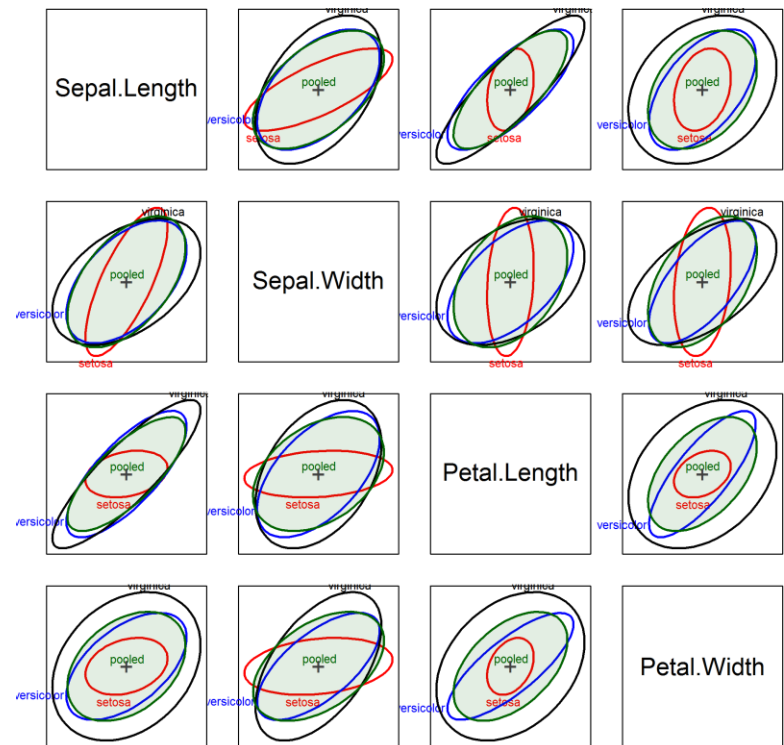 virginica
virginica
virginica
Sepal.Length
pooled
pooled
pooled
versicolor
setosa
versicolor
setosa
versicolor
setosa
virginica
virginica
virginica
pooled
Sepal.Width
pooled
pooled
versicolor
setosa
versicolor
setosa
versicolor
setosa
virginica
virginica
virginica
pooled
pooled
Petal.Length
pooled
versicolor
setosa
versicolor
setosa
versicolor
setosa
virginica
virginica
virginica
pooled
pooled
pooled
Petal.Width
versicolor
setosa
versicolor
setosa
versicolor
setosa